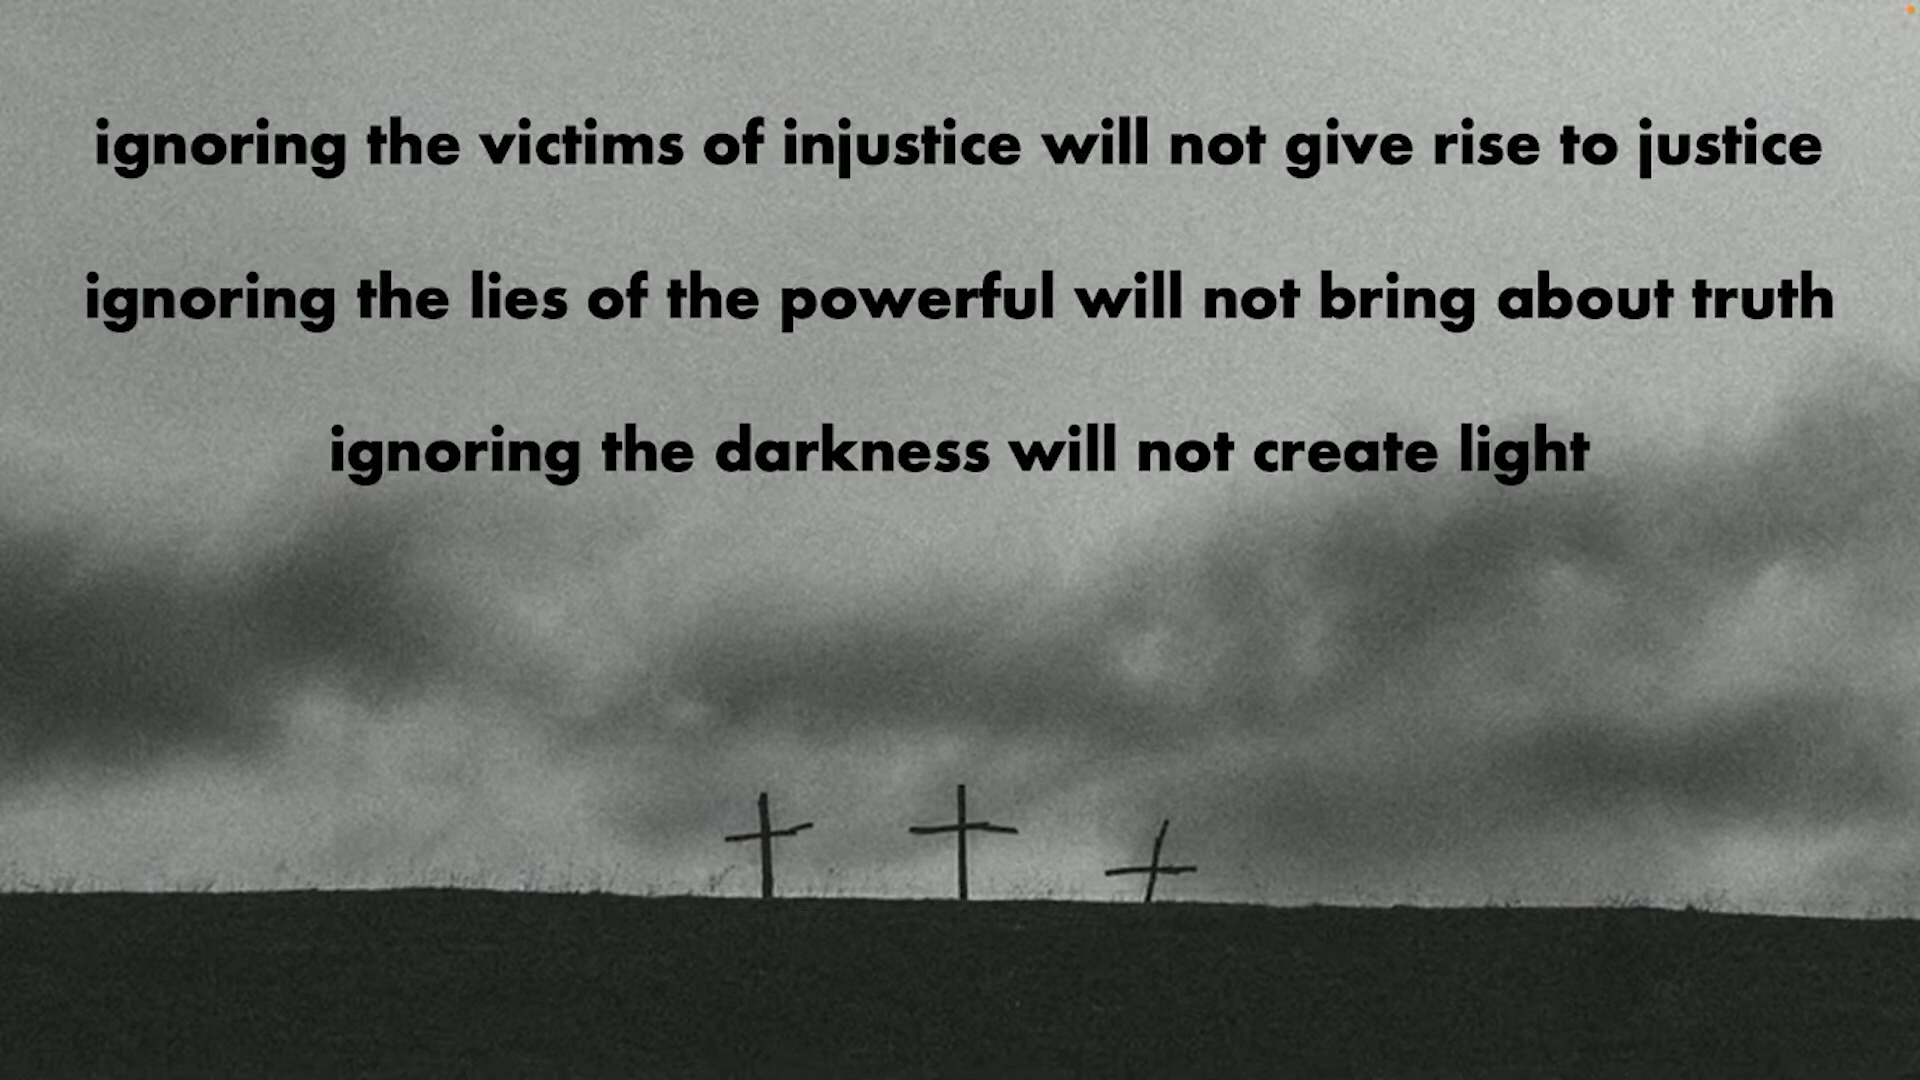 ignoring the victims of injustice will not give rise to justice
ignoring the lies of the powerful will not bring about truth
ignoring the darkness will not create light